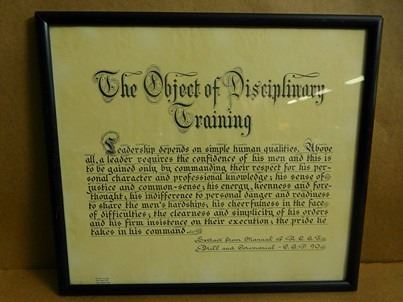 The Object of Disciplinary
Training
Leadership depends on simple human qualities. Above
all, a leader requires the confidence of his men and this is
to be gained only by commanding their respect for his per-
sonal character and professional knowledge; his sense of
justice and common-sense; his energy, keenness and fore-
thought; his indifference to personal danger and readiness
to share the men's hardships; his cheerfulness in the face
of difficulties; the clearness and simplicity of his orders
and his firm insistence on their execution; the pride he
takes in his command.
Extract from Manual of
Drill and Ceremonial